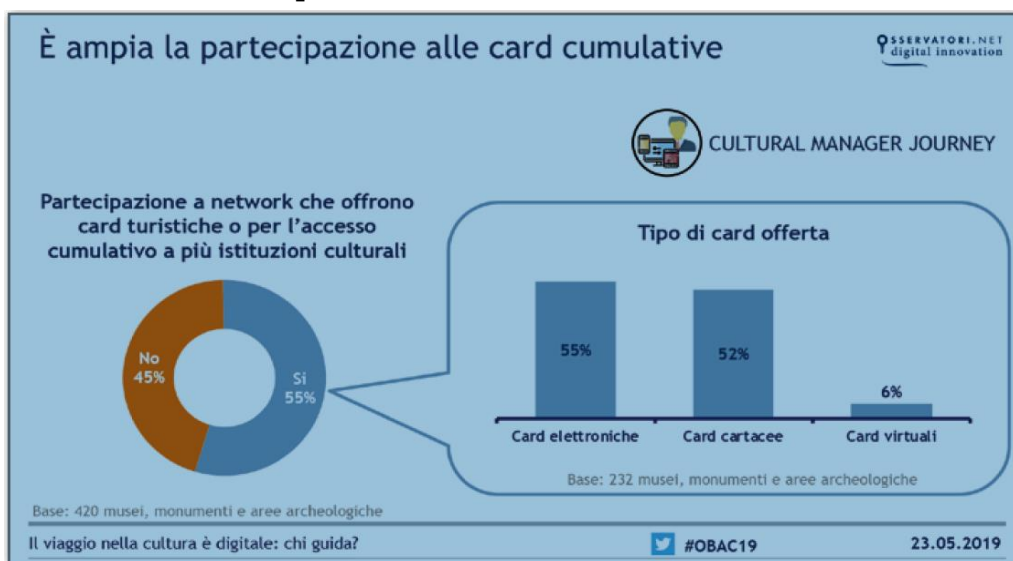 È ampia la partecipazione alle card cumulative
OSSERVATORI.NET
digital innovation
CULTURAL MANAGER JOURNEY
Partecipazione a network che offrono
card turistiche o per l'accesso
cumulativo a più istituzioni culturali
No
45%
Si
55%
Base: 420 musei, monumenti e aree archeologiche
Tipo di card offerta
55%
52%
6%
Card elettroniche Card cartacee Card virtuali
Base: 232 musei, monumenti e aree archeologiche
Il viaggio nella cultura è digitale: chi guida? #OBAC19 23.05.2019